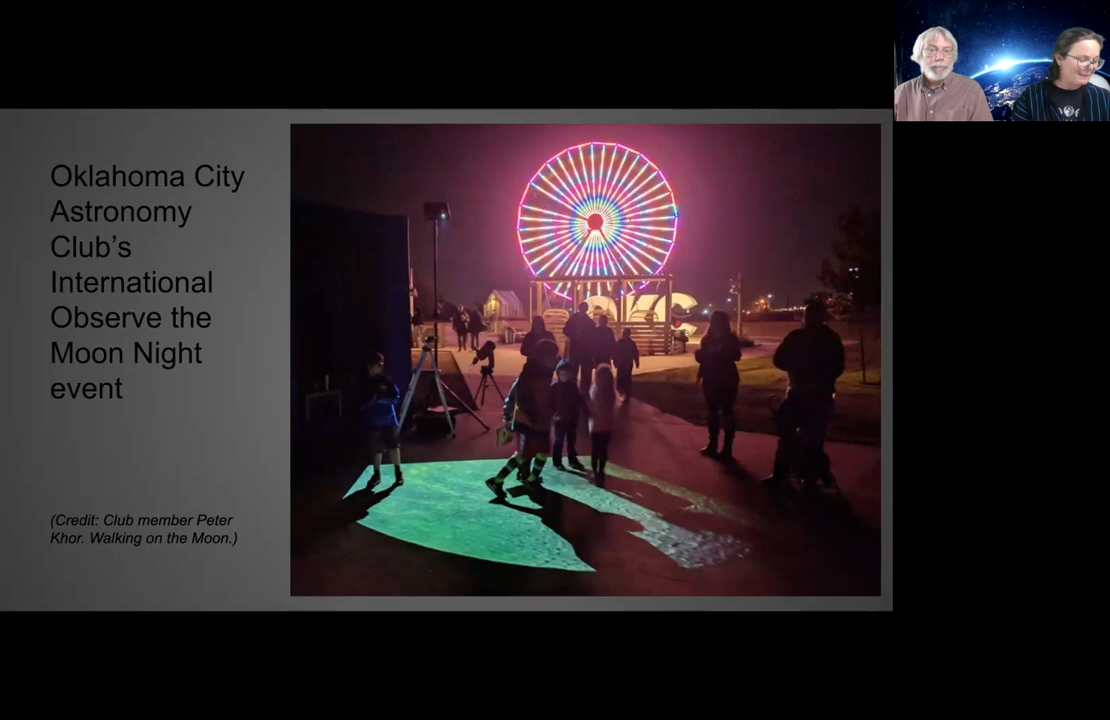 Oklahoma City
Astronomy
Club’s
International
Observe the
Moon Night
event
(Credit: Club member Peter
Khor. Walking on the Moon.)